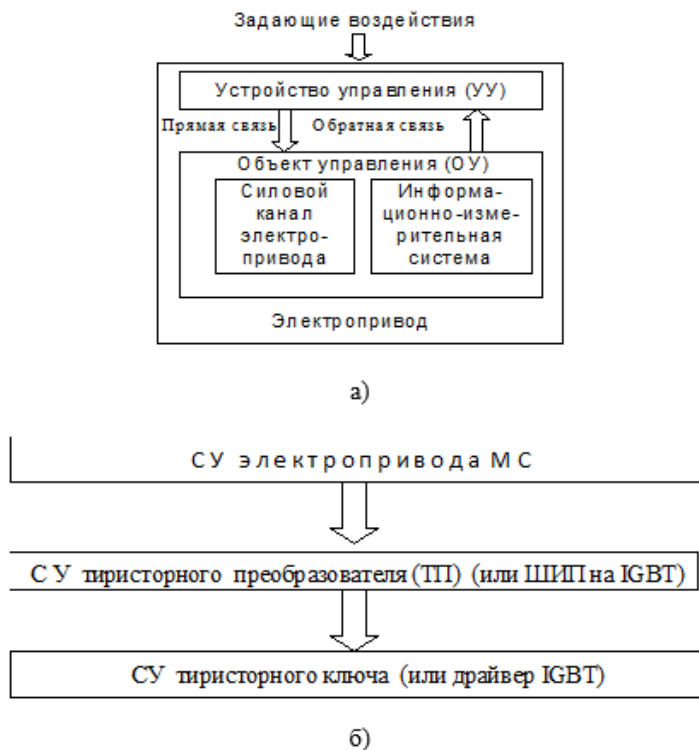 Задающие воздействия
Устройство управления (УУ)
Прямая связь
Обратная связь
Объект управления (ОУ)
Силовой
канал
электро-
привода
Информа-
ционно-изме-
рительная
система
Электропривод
а)
СУ электропривода МС
СУ тиристорного преобразователя (ТП) (или ШИП на IGBT)
СУ тиристорного ключа (или драйвер IGBT)
б)